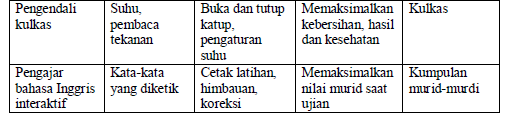 Pengendali
kulkas
Suhu,
pembaca
tekanan
Buka dan tutup
katup,
pengaturan
suhu
Memaksimalkan
kebersihan, hasil
dan kesehatan
Kulkas
Pengajar
bahasa Inggris
interaktif
Kata-kata
yang diketik
Cetak latihan,
himbauan,
koreksi
Memaksimalkan
nilai murid saat
ujian
Kumpulan
murid-murdi